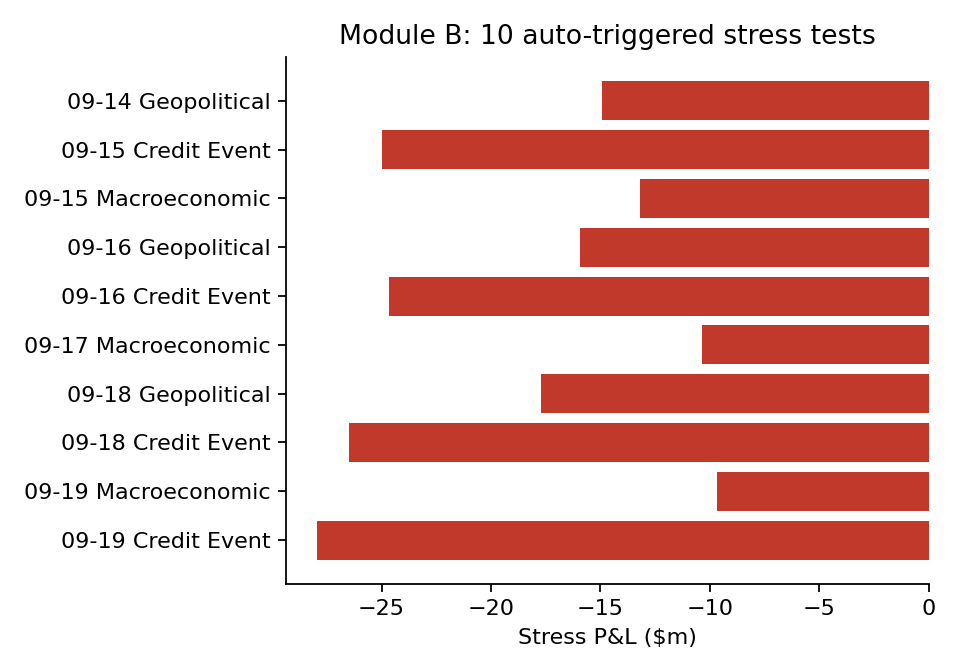 Module B: 10 auto-triggered stress tests
09-14 Geopolitical
09-15 Credit Event
09-15 Macroeconomic
09-16 Geopolitical
09-16 Credit Event
09-17 Macroeconomic
09-18 Geopolitical
09-18 Credit Event
09-19 Macroeconomic
09-19 Credit Event
−25 −20 −15 −10 −5 0
Stress P&L ($m)